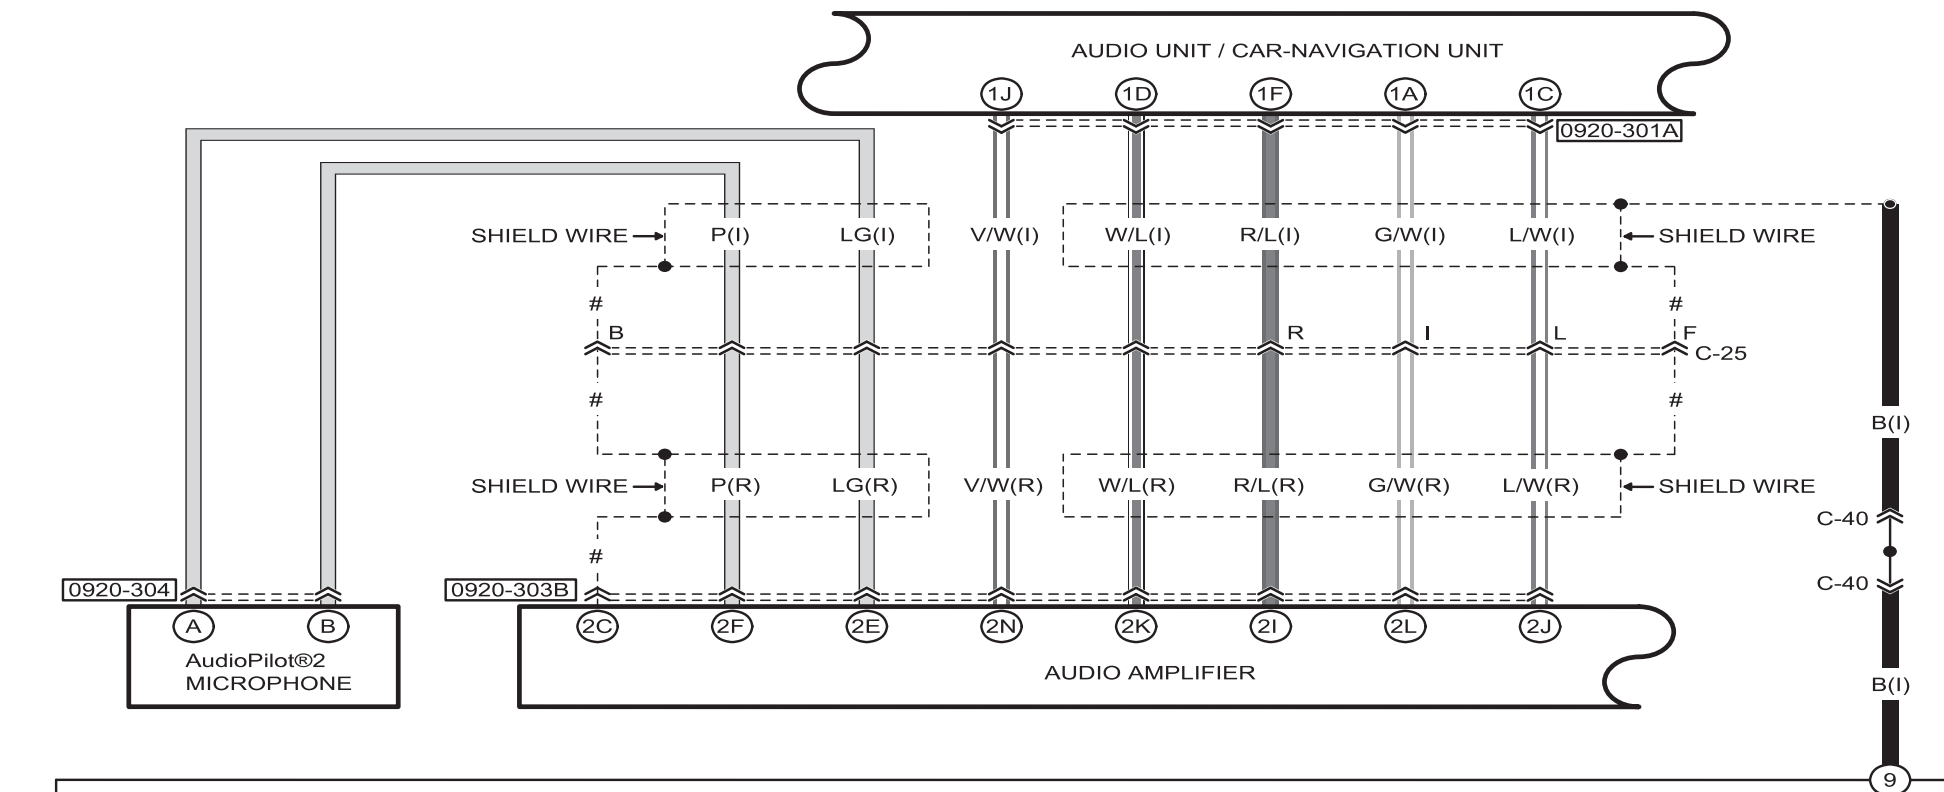 AUDIO UNIT / CAR-NAVIGATION UNIT
1J 1D 1F 1A 1C
0920-301A
SHIELD WIRE P(I) LG(I) V/W(I) W/L(I) R/L(I) G/W(I) L/W(I) SHIELD WIRE
# #
B R I L F
C-25
# #
B(I)
SHIELD WIRE P(R) LG(R) V/W(R) W/L(R) R/L(R) G/W(R) L/W(R) SHIELD WIRE
C-40
#
C-40
0920-304 0920-303B
A B 2C 2F 2E 2N 2K 2I 2L 2J
AudioPilot®2
MICROPHONE
AUDIO AMPLIFIER
B(I)
9